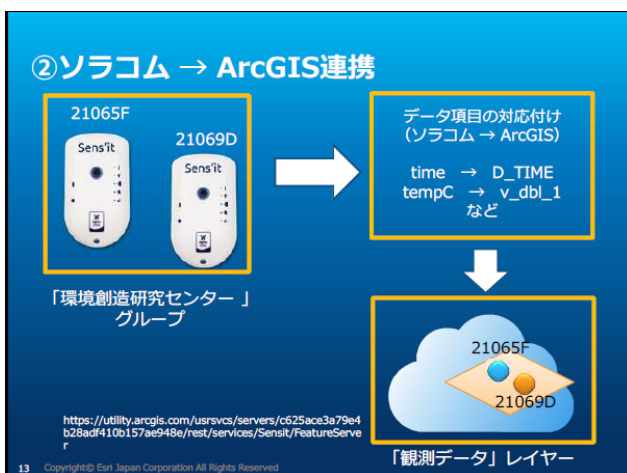 ②ソラコム → ArcGIS連携
21065F
21069D
Sens'it
Sens'it
データ項目の対応付け
(ソラコム → ArcGIS)
time → D_TIME
tempC → v_dbl_1
など
「環境創造研究センター 」
グループ
21065F
21069D
https://utility.arcgis.com/usrsvcs/servers/c625ace3a79e4
b28adf410b157ae948e/rest/services/Sensit/FeatureServe
r
「観測データ」レイヤー
13 Copyright© Esri Japan Corporation All Rights Reserved